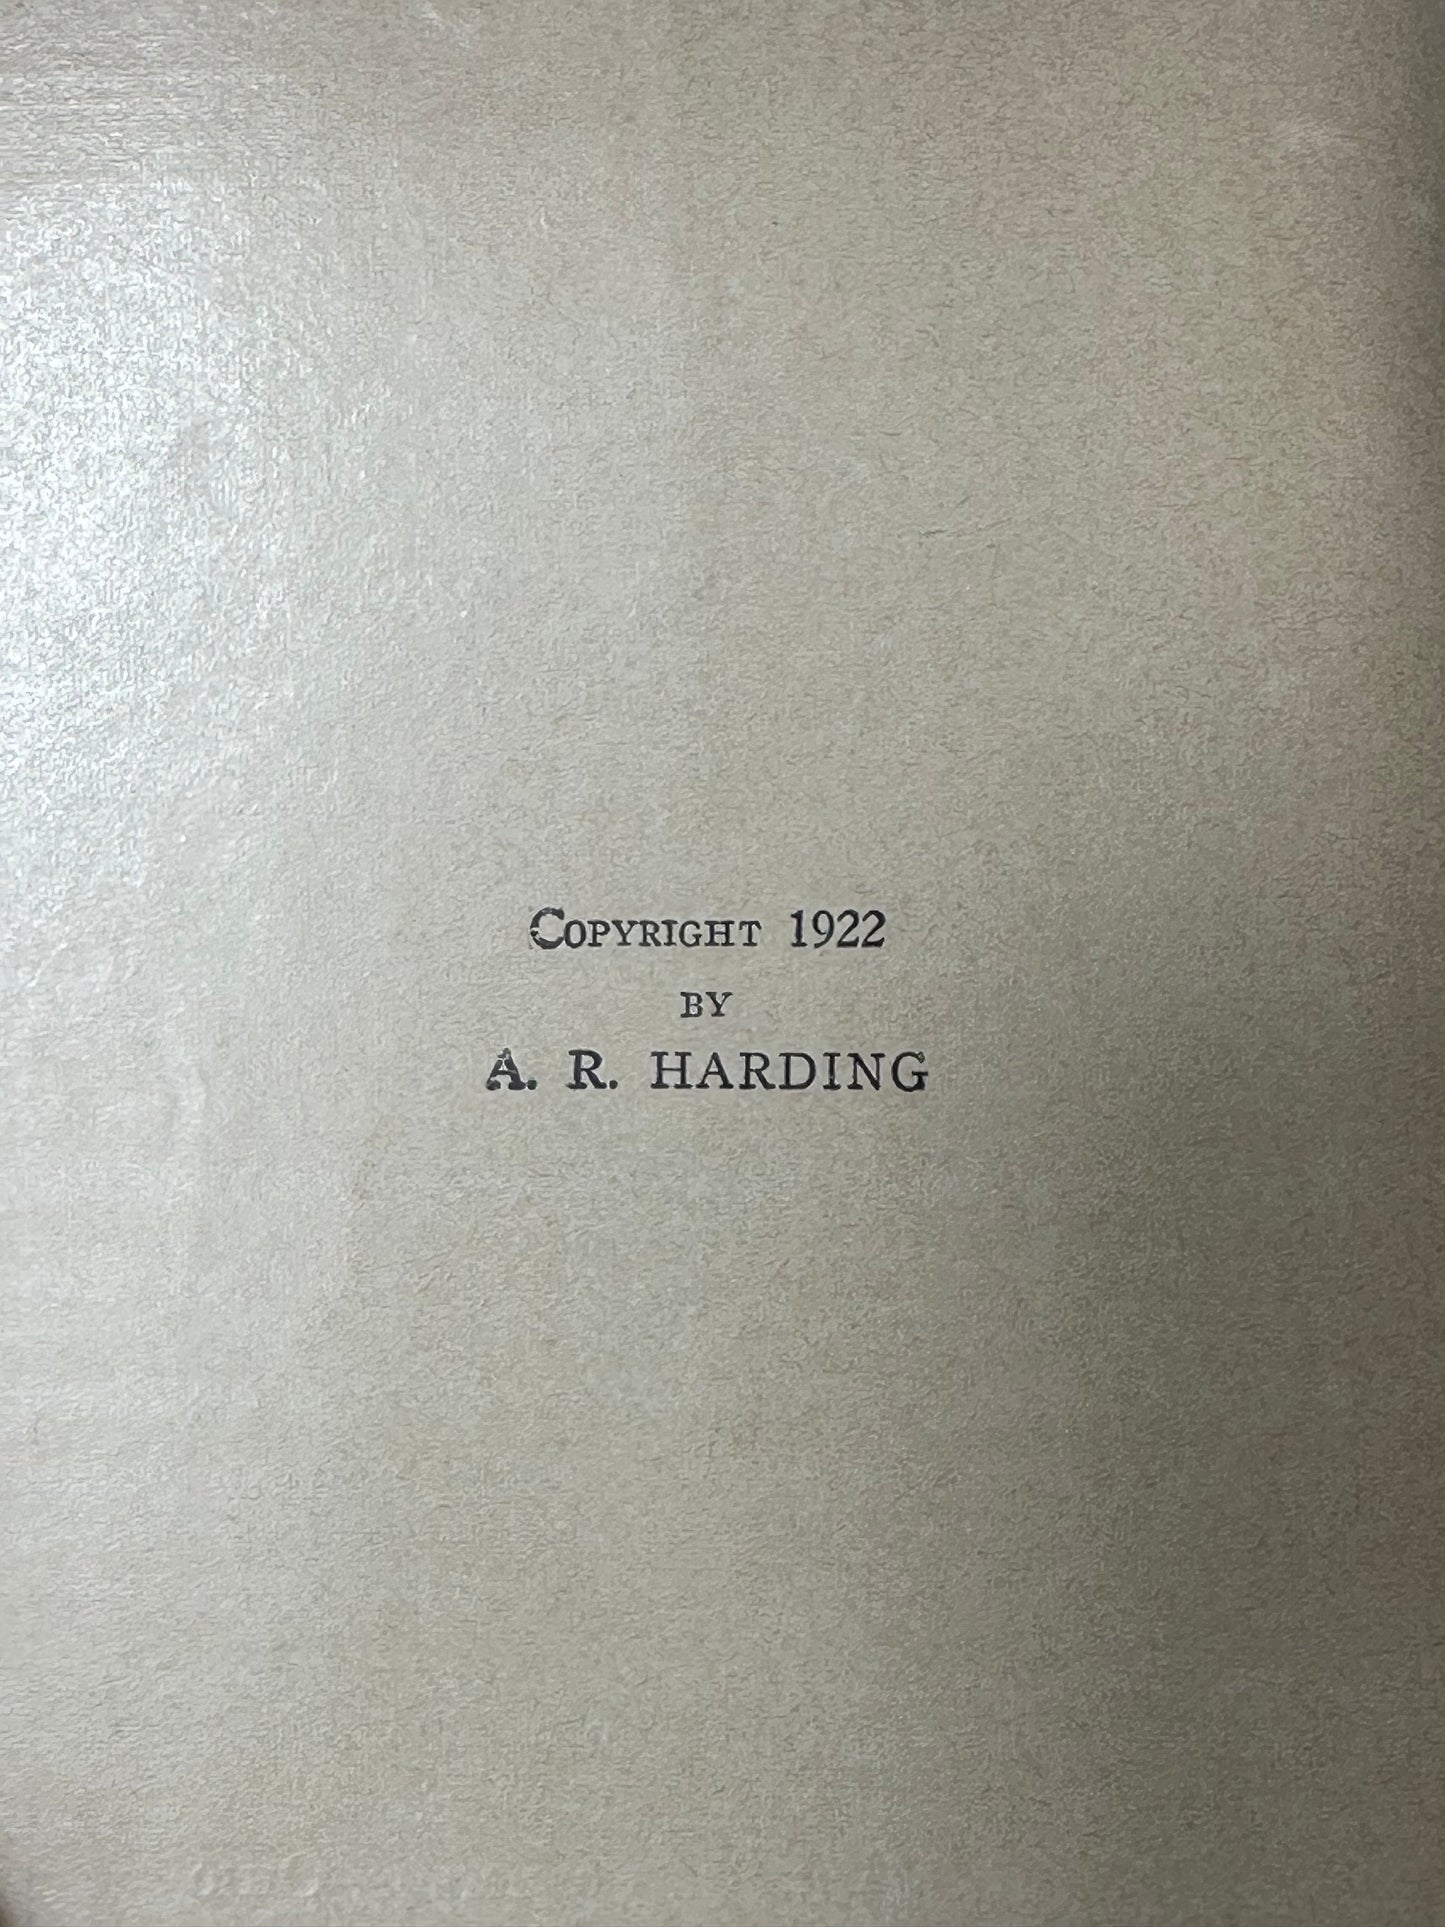 Copyright 1922
by
A. R. HARDING